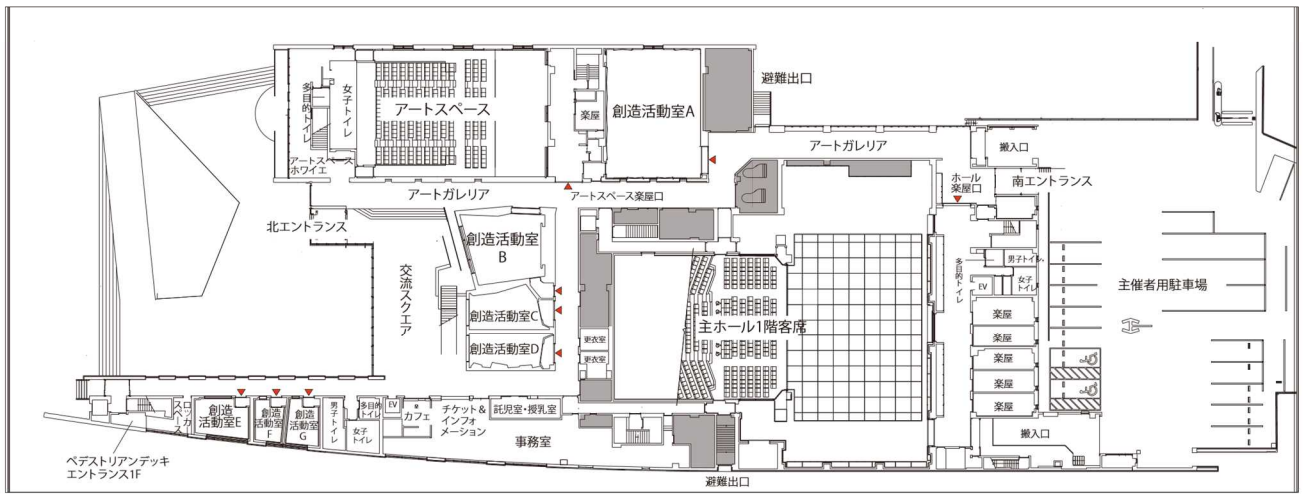 避難出口
多目的トイレ
女子トイレ
アートスペース
楽屋
創造活動室A
アートスペース
ホワイエ
アートガレリア
搬入口
アートガレリア
アートスペース楽屋口
ホール
楽屋口
南エントランス
北エントランス
創造活動室
B
交流スクエア
創造活動室C
創造活動室D
更衣室
更衣室
主ホール1階客席
多目的トイレ
男子トイレ
EV
女子
トイレ
主催者用駐車場
楽屋
楽屋
楽屋
楽屋
楽屋
搬入口
ロッカ
スペース
創造
活動室E
創造
活動室
F
創造
活動室
G
男子トイレ
多目的
トイレ
女子
トイレ
EV
カフェ
チケット&
インフォ
メーション
託児室・授乳室
事務室
ペデストリアンデッキ
エントランス1F
避難出口